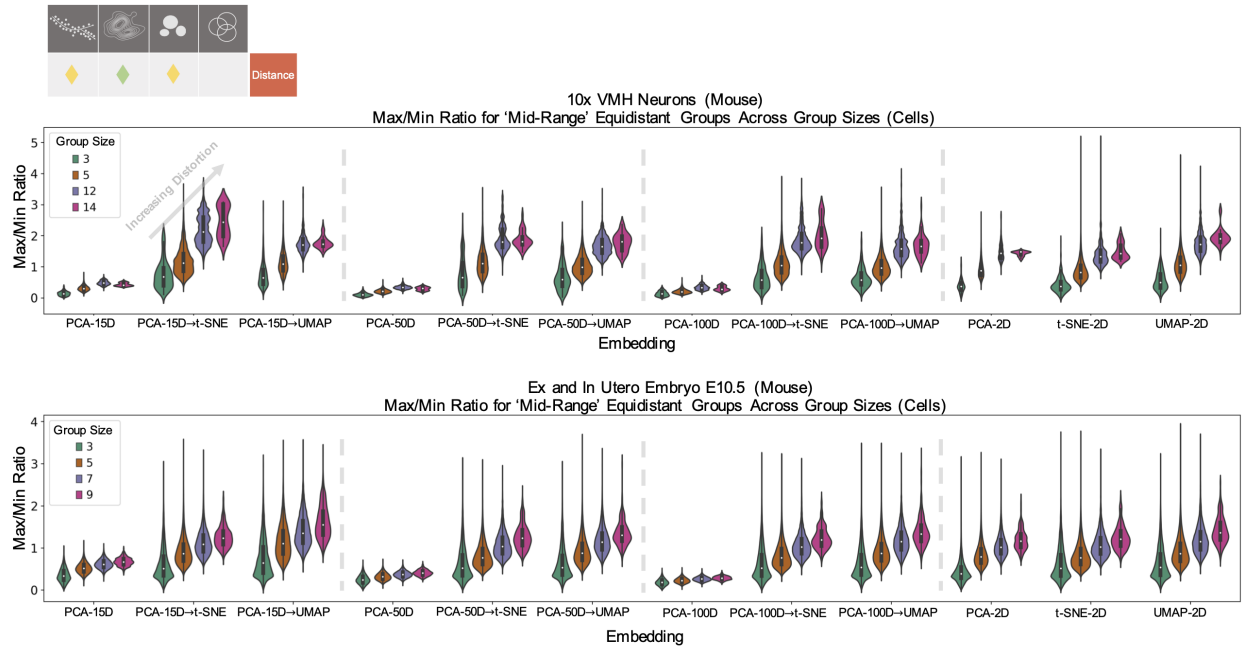 Distance
10x VMH Neurons (Mouse)
Max/Min Ratio for ‘Mid-Range’ Equidistant Groups Across Group Sizes (Cells)
Max/Min Ratio
5
4
3
2
1
0
Group Size
3
5
12
14
Increasing Distortion
PCA-15D PCA-15D→t-SNE PCA-15D→UMAP PCA-50D PCA-50D→t-SNE PCA-50D→UMAP PCA-100D PCA-100D→t-SNE PCA-100D→UMAP PCA-2D t-SNE-2D UMAP-2D
Embedding
Ex and In Utero Embryo E10.5 (Mouse)
Max/Min Ratio for ‘Mid-Range’ Equidistant Groups Across Group Sizes (Cells)
Max/Min Ratio
4
3
2
1
0
Group Size
3
5
7
9
PCA-15D PCA-15D→t-SNE PCA-15D→UMAP PCA-50D PCA-50D→t-SNE PCA-50D→UMAP PCA-100D PCA-100D→t-SNE PCA-100D→UMAP PCA-2D t-SNE-2D UMAP-2D
Embedding